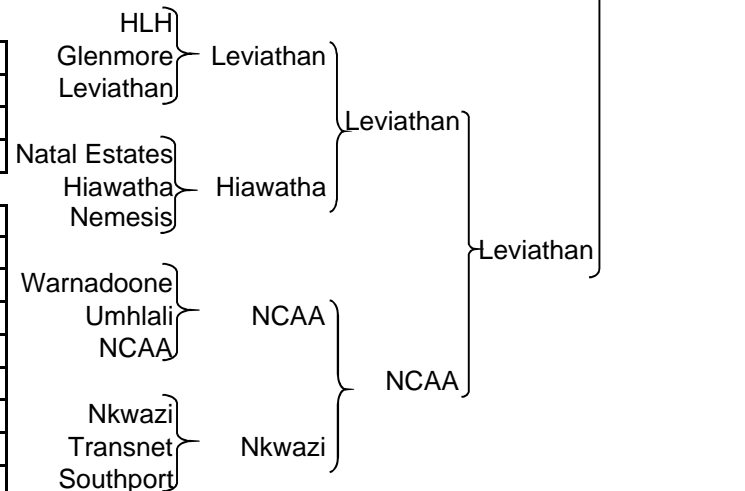 HLH
Glenmore
Leviathan
Leviathan
Leviathan
Natal Estates
Hiawatha
Nemesis
Hiawatha
Leviathan
Warnadoone
Umhlali
NCAA
NCAA
NCAA
Nkwazi
Transnet
Southport
Nkwazi